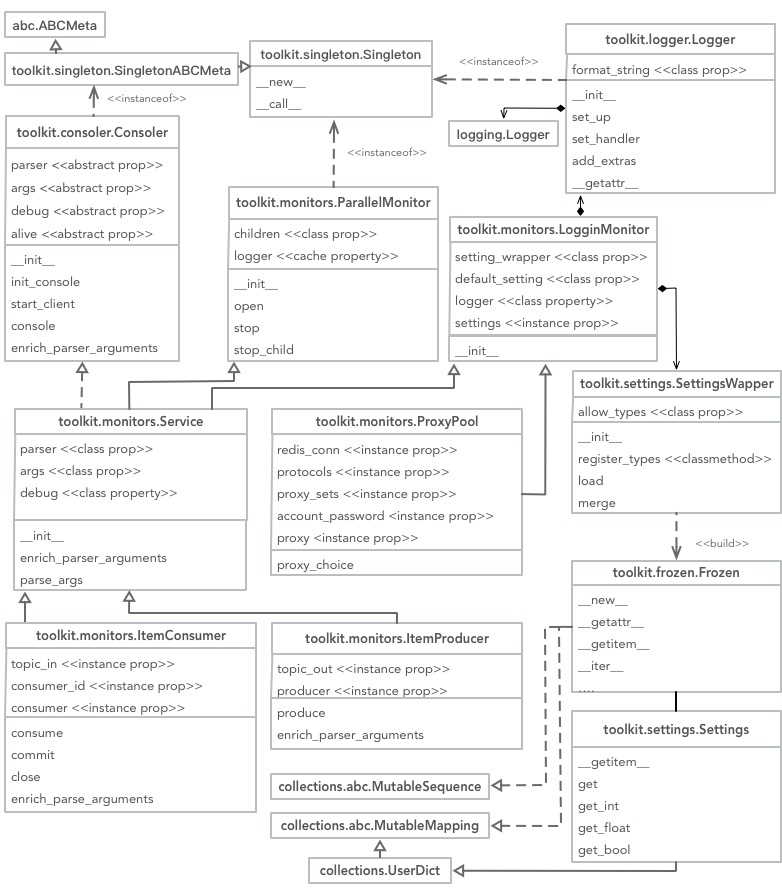 abc.ABCMeta
toolkit.singleton.SingletonABCMeta
<<instanceof>>
toolkit.singleton.Singleton
__new__
__call__
<<instanceof>>
toolkit.logger.Logger
format_string <<class prop>>
__init__
set_up
set_handler
add_extras
__getattr__
logging.Logger
<<instanceof>>
toolkit.consoler.Consoler
parser <<abstract prop>>
args <<abstract prop>>
debug <<abstract prop>>
alive <<abstract prop>>
__init__
init_console
start_client
console
enrich_parser_arguments
toolkit.monitors.ParallelMonitor
children <<class prop>>
logger <<cache property>>
__init__
open
stop
stop_child
toolkit.monitors.LogginMonitor
setting_wrapper <<class prop>>
default_setting <<class prop>>
logger <<class property>>
settings <<instance prop>>
__init__
toolkit.settings.SettingsWapper
allow_types <<class prop>>
__init__
register_types <<classmethod>>
load
merge
<<build>>
toolkit.monitors.Service
parser <<class prop>>
args <<class prop>>
debug <<class property>>
__init__
enrich_parser_arguments
parse_args
toolkit.monitors.ProxyPool
redis_conn <<instance prop>>
protocols <<instance prop>>
proxy_sets <<instance prop>>
account_password <instance prop>>
proxy <instance prop>>
proxy_choice
toolkit.frozen.Frozen
__new__
__getattr__
__getitem__
__iter__
....
toolkit.monitors.ItemConsumer
topic_in <<instance prop>>
consumer_id <<instance prop>>
consumer <<instance prop>>
consume
commit
close
enrich_parse_arguments
toolkit.monitors.ItemProducer
topic_out <<instance prop>>
producer <<instance prop>>
produce
enrich_parser_arguments
toolkit.settings.Settings
__getitem__
get
get_int
get_float
get_bool
collections.abc.MutableSequence
collections.abc.MutableMapping
collections.UserDict